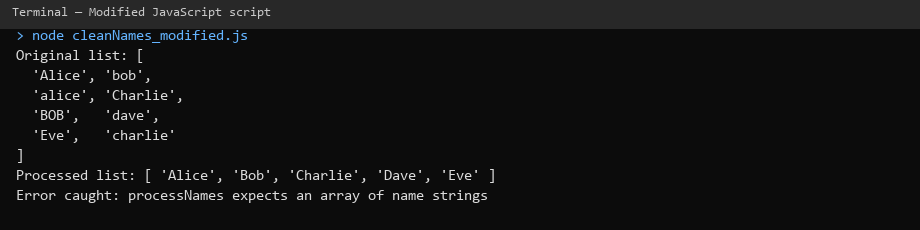 Terminal — Modified JavaScript script
> node cleanNames_modified.js
Original list: [
  'Alice', 'bob',
  'alice', 'Charlie',
  'BOB',   'dave',
  'Eve',   'charlie'
]
Processed list: [ 'Alice', 'Bob', 'Charlie', 'Dave', 'Eve' ]
Error caught: processNames expects an array of name strings